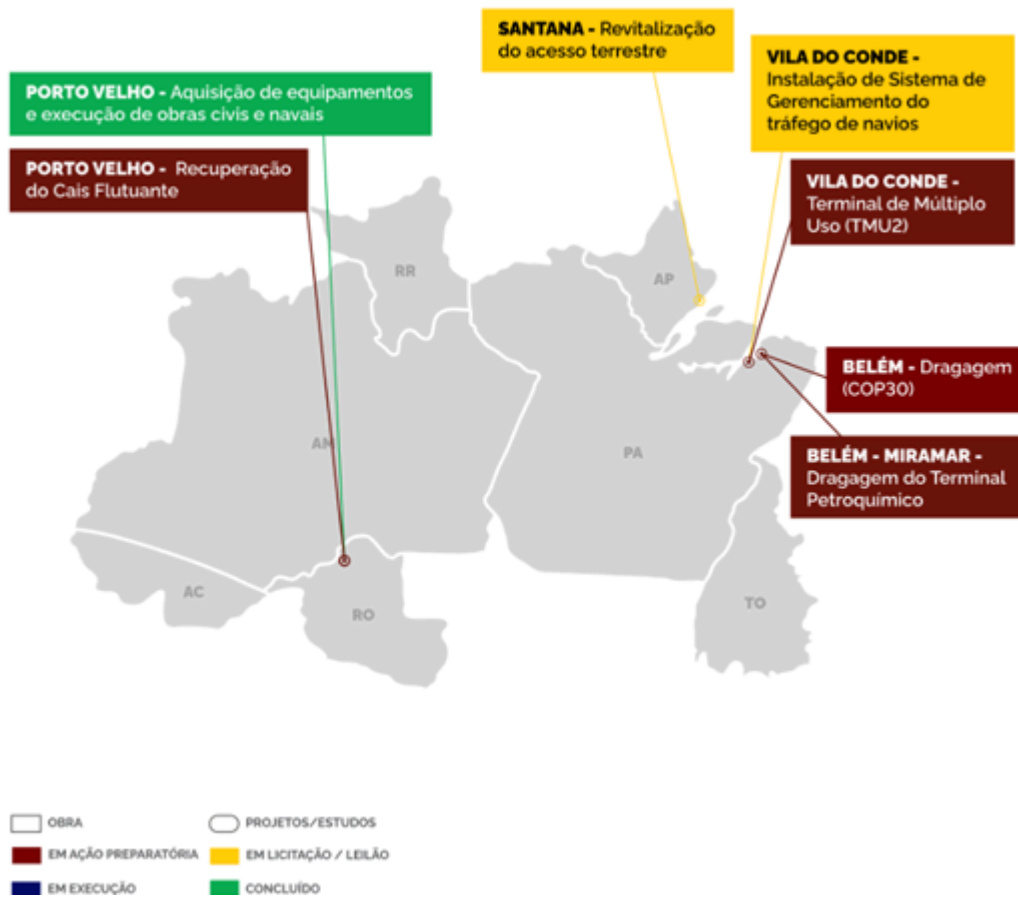 SANTANA - Revitalização
do acesso terrestre
VILA DO CONDE -
Instalação de Sistema de
Gerenciamento do
tráfego de navios
PORTO VELHO - Aquisição de equipamentos
e execução de obras civis e navais
PORTO VELHO - Recuperação
do Cais Flutuante
VILA DO CONDE -
Terminal de Múltiplo
Uso (TMU2)
RR
AP
BELÉM - Dragagem
(COP30)
AM
PA
BELÉM - MIRAMAR -
Dragagem do Terminal
Petroquímico
AC
RO
TO
OBRA
PROJETOS/ESTUDOS
EM AÇÃO PREPARATÓRIA
EM LICITAÇÃO / LEILÃO
EM EXECUÇÃO
CONCLUÍDO